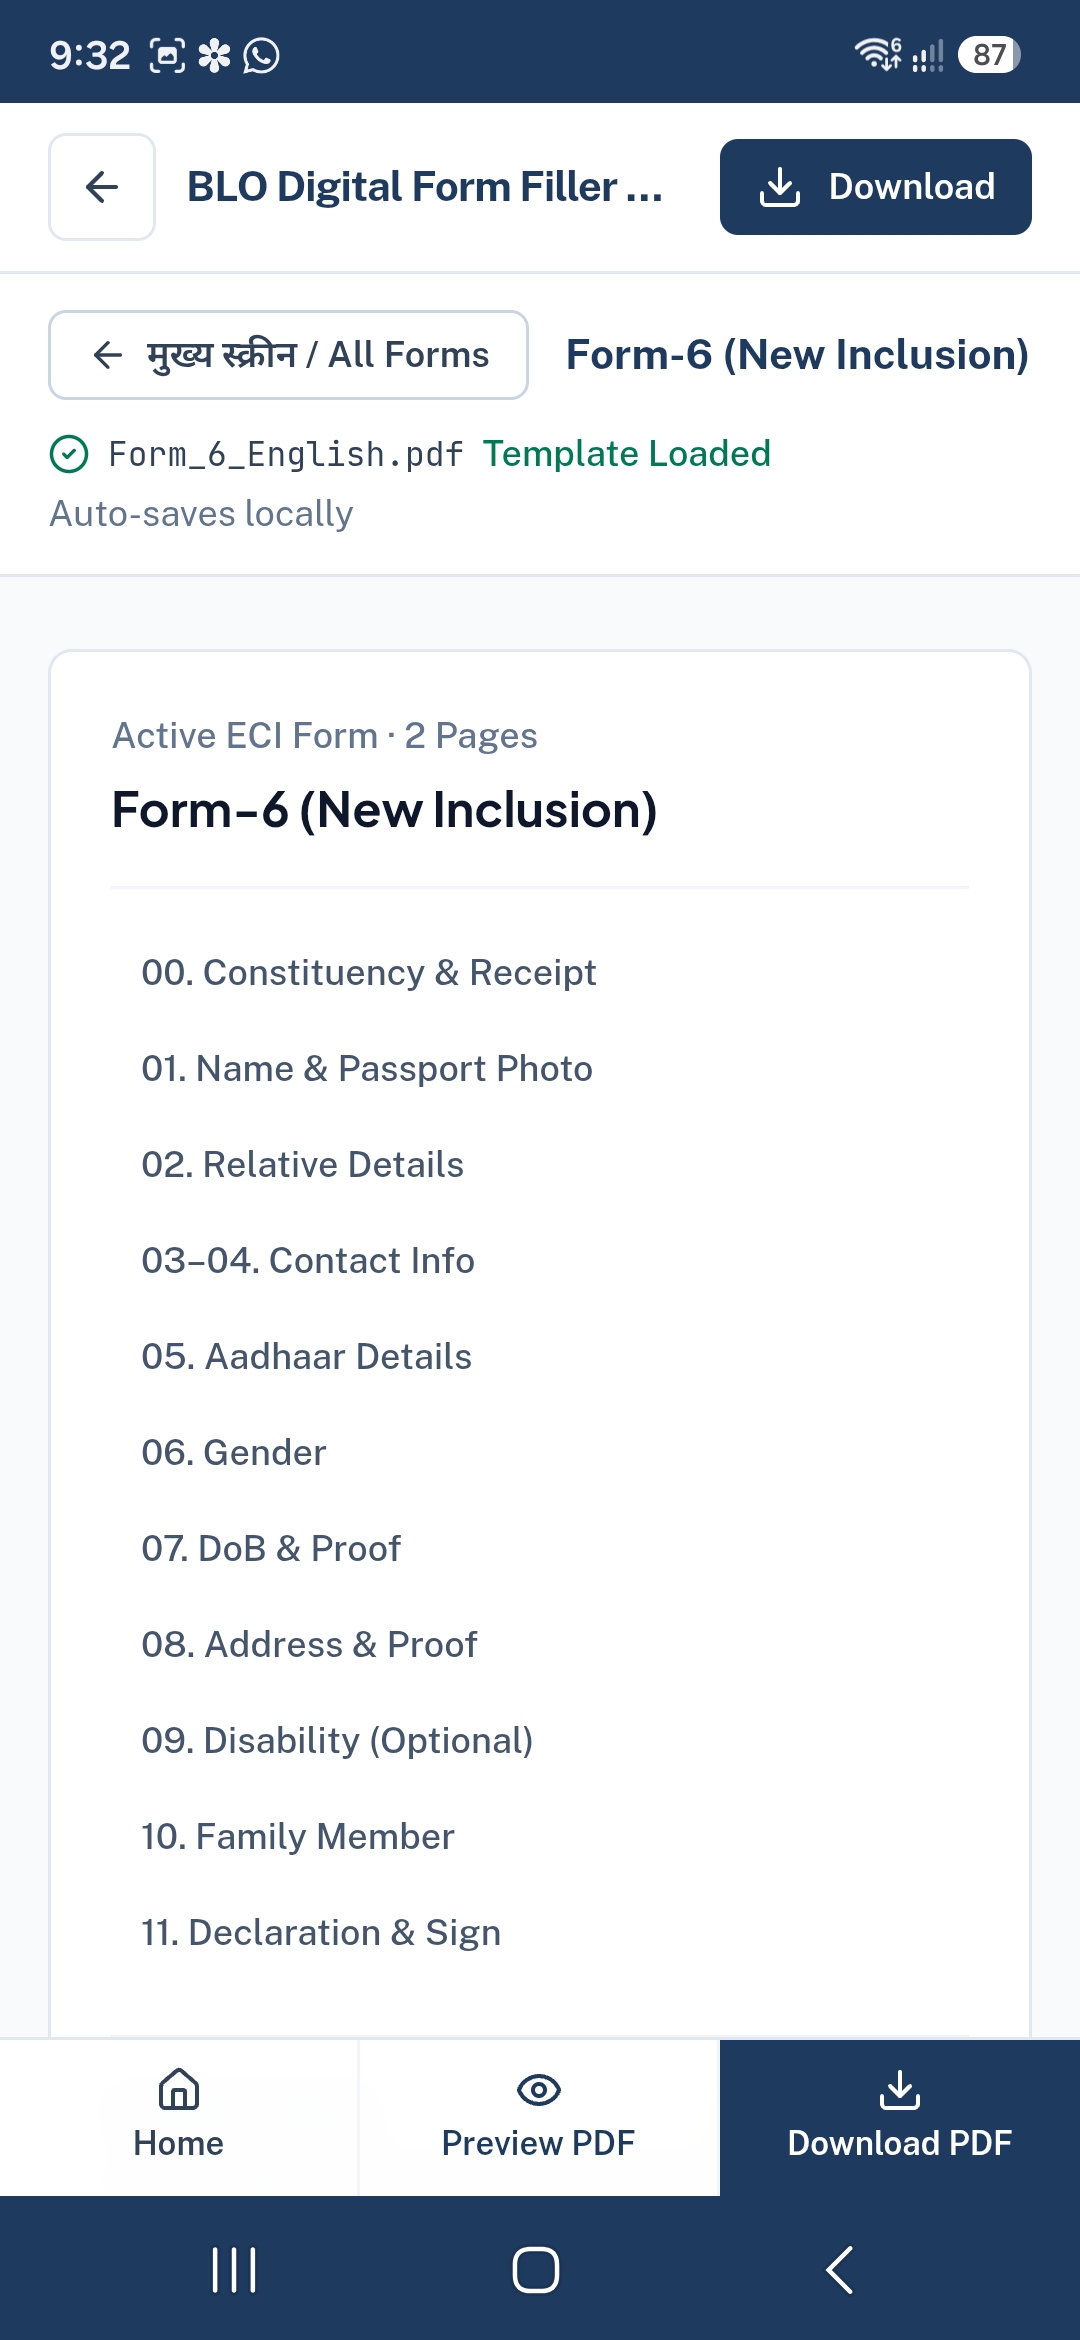 9:32
6
87
BLO Digital Form Filler ...
Download
मुख्य स्क्रीन / All Forms
Form-6 (New Inclusion)
Form_6_English.pdf Template Loaded
Auto-saves locally
Active ECI Form · 2 Pages
Form-6 (New Inclusion)
00. Constituency & Receipt
01. Name & Passport Photo
02. Relative Details
03–04. Contact Info
05. Aadhaar Details
06. Gender
07. DoB & Proof
08. Address & Proof
09. Disability (Optional)
10. Family Member
11. Declaration & Sign
Home
Preview PDF
Download PDF